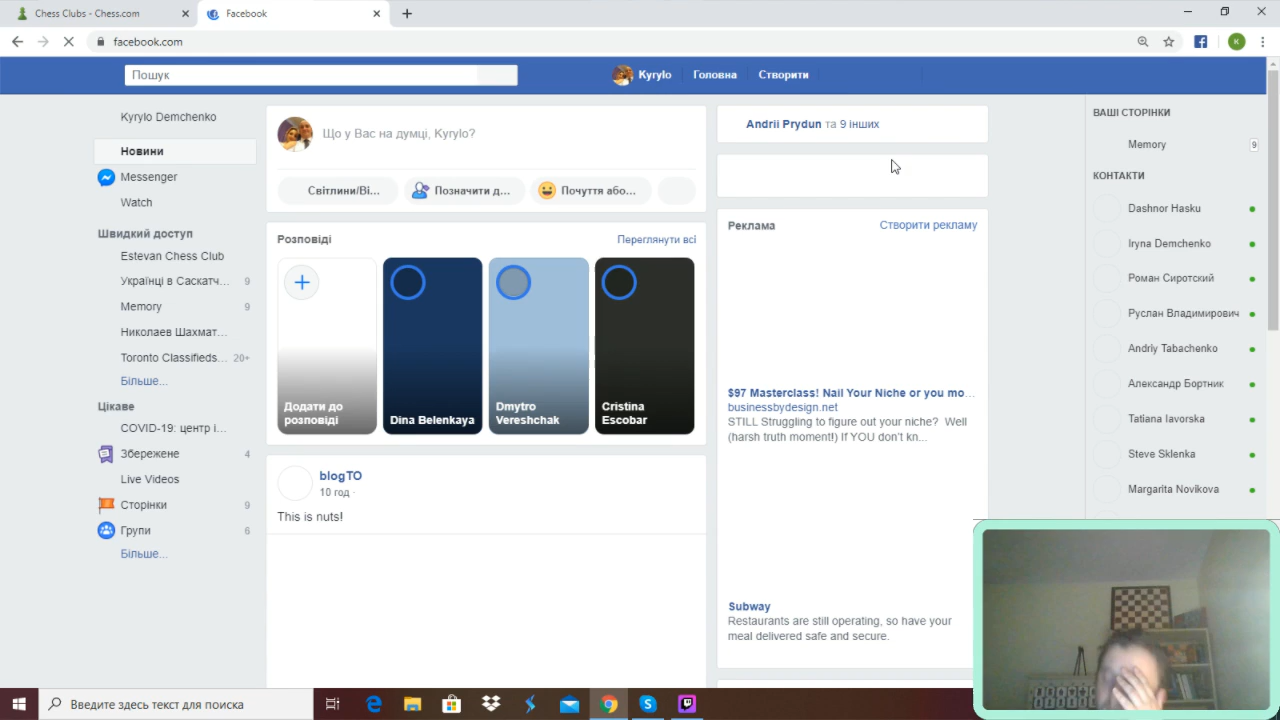 Chess Clubs - Chess.com
Facebook
facebook.com
K
Пошук
Kyrylo
Головна
Створити
Kyrylo Demchenko
Новини
Messenger
Watch
Швидкий доступ
Estevan Chess Club
Українці в Саскатч... 9
Memory 9
Николаев Шахмат...
Toronto Classifieds... 20+
Більше...
Цікаве
COVID-19: центр і...
Збережене 4
Live Videos
Сторінки 9
Групи 6
Більше...
Що у Вас на думці, Kyrylo?
Світлини/Ві...
Позначити д...
Почуття або...
Розповіді
Переглянути всі
Додати до
розповіді
Dina Belenkaya
Dmytro
Vereshchak
Cristina
Escobar
blogTO
10 год ·
This is nuts!
Andrii Prydun та 9 інших
Реклама
Створити рекламу
$97 Masterclass! Nail Your Niche or you mo...
businessbydesign.net
STILL Struggling to figure out your niche? Well
(harsh truth moment!) If YOU don't kn...
Subway
Restaurants are still operating, so have your
meal delivered safe and secure.
ВАШІ СТОРІНКИ
Memory 9
КОНТАКТИ
Dashnor Hasku
Iryna Demchenko
Роман Сиротский
Руслан Владимирович
Andriy Tabachenko
Александр Бортник
Tatiana Iavorska
Steve Sklenka
Margarita Novikova
Введите здесь текст для поиска